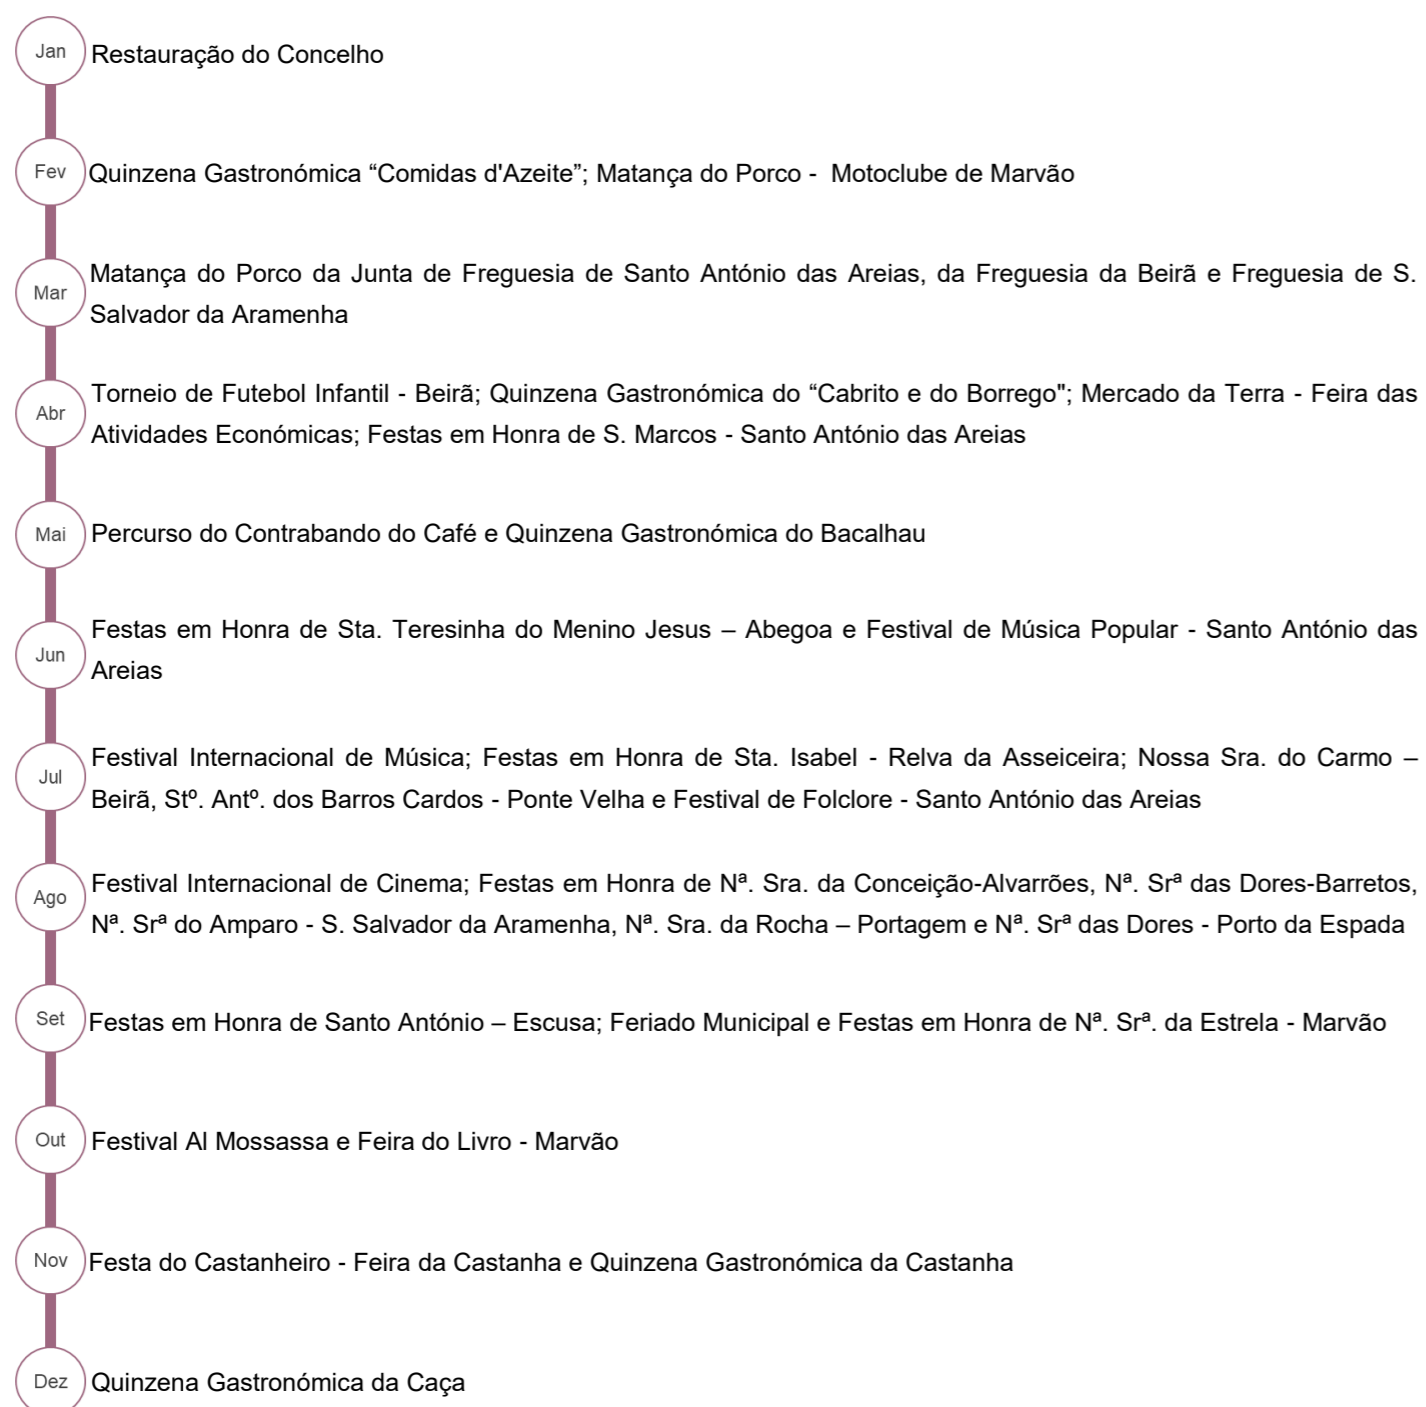 Jan
Restauração do Concelho
Fev
Quinzena Gastronómica “Comidas d'Azeite”; Matança do Porco -  Motoclube de Marvão
Mar
Matança do Porco da Junta de Freguesia de Santo António das Areias, da Freguesia da Beirã e Freguesia de S.
Salvador da Aramenha
Abr
Torneio de Futebol Infantil - Beirã; Quinzena Gastronómica do “Cabrito e do Borrego"; Mercado da Terra - Feira das
Atividades Económicas; Festas em Honra de S. Marcos - Santo António das Areias
Mai
Percurso do Contrabando do Café e Quinzena Gastronómica do Bacalhau
Jun
Festas em Honra de Sta. Teresinha do Menino Jesus – Abegoa e Festival de Música Popular - Santo António das
Areias
Jul
Festival Internacional de Música; Festas em Honra de Sta. Isabel - Relva da Asseiceira; Nossa Sra. do Carmo –
Beirã, Stº. Antº. dos Barros Cardos - Ponte Velha e Festival de Folclore - Santo António das Areias
Ago
Festival Internacional de Cinema; Festas em Honra de Nª. Sra. da Conceição-Alvarrões, Nª. Srª das Dores-Barretos,
Nª. Srª do Amparo - S. Salvador da Aramenha, Nª. Sra. da Rocha – Portagem e Nª. Srª das Dores - Porto da Espada
Set
Festas em Honra de Santo António – Escusa; Feriado Municipal e Festas em Honra de Nª. Srª. da Estrela - Marvão
Out
Festival Al Mossassa e Feira do Livro - Marvão
Nov
Festa do Castanheiro - Feira da Castanha e Quinzena Gastronómica da Castanha
Dez
Quinzena Gastronómica da Caça